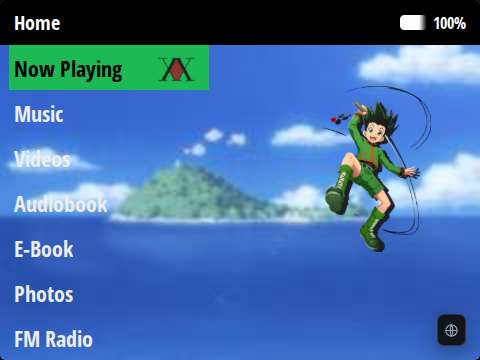 Home
100%
Now Playing
Music
Videos
Audiobook
E-Book
Photos
FM Radio